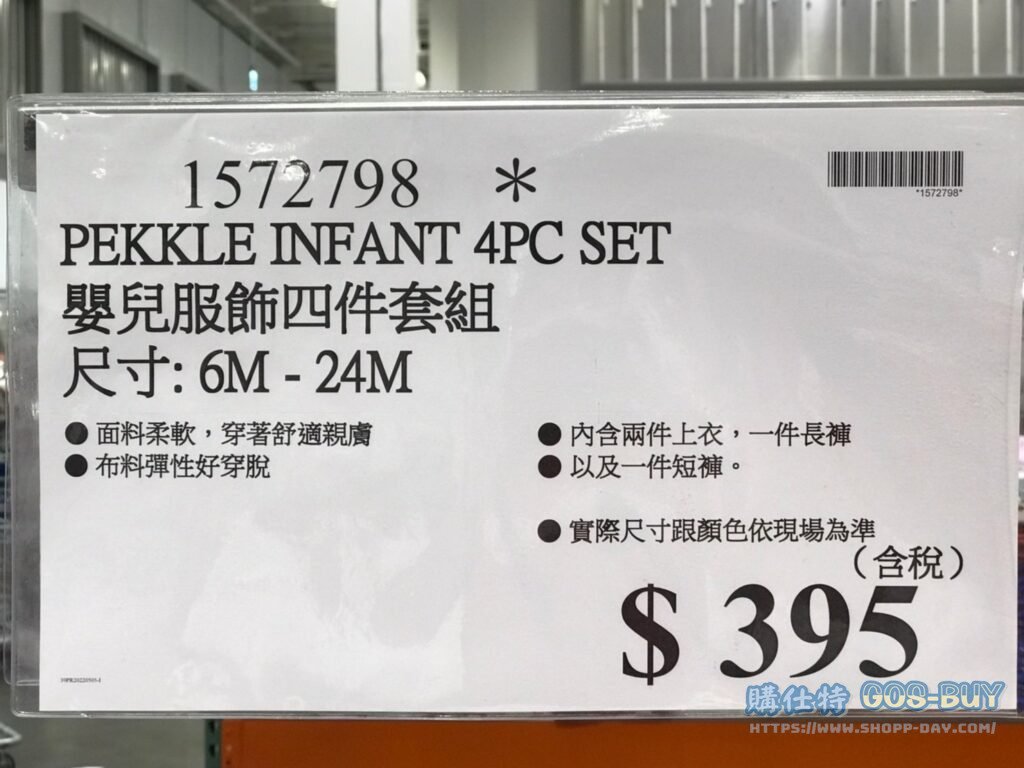 1572798 *
*1572798*
PEKKLE INFANT 4PC SET
嬰兒服飾四件套組
尺寸: 6M - 24M
● 面料柔軟，穿著舒適親膚
● 布料彈性好穿脫
● 內含兩件上衣，一件長褲
● 以及一件短褲。
● 實際尺寸跟顏色依現場為準
（含稅）
$ 395
購仕特 GOS-BUY
HTTPS://WWW.SHOPP-DAY.COM/